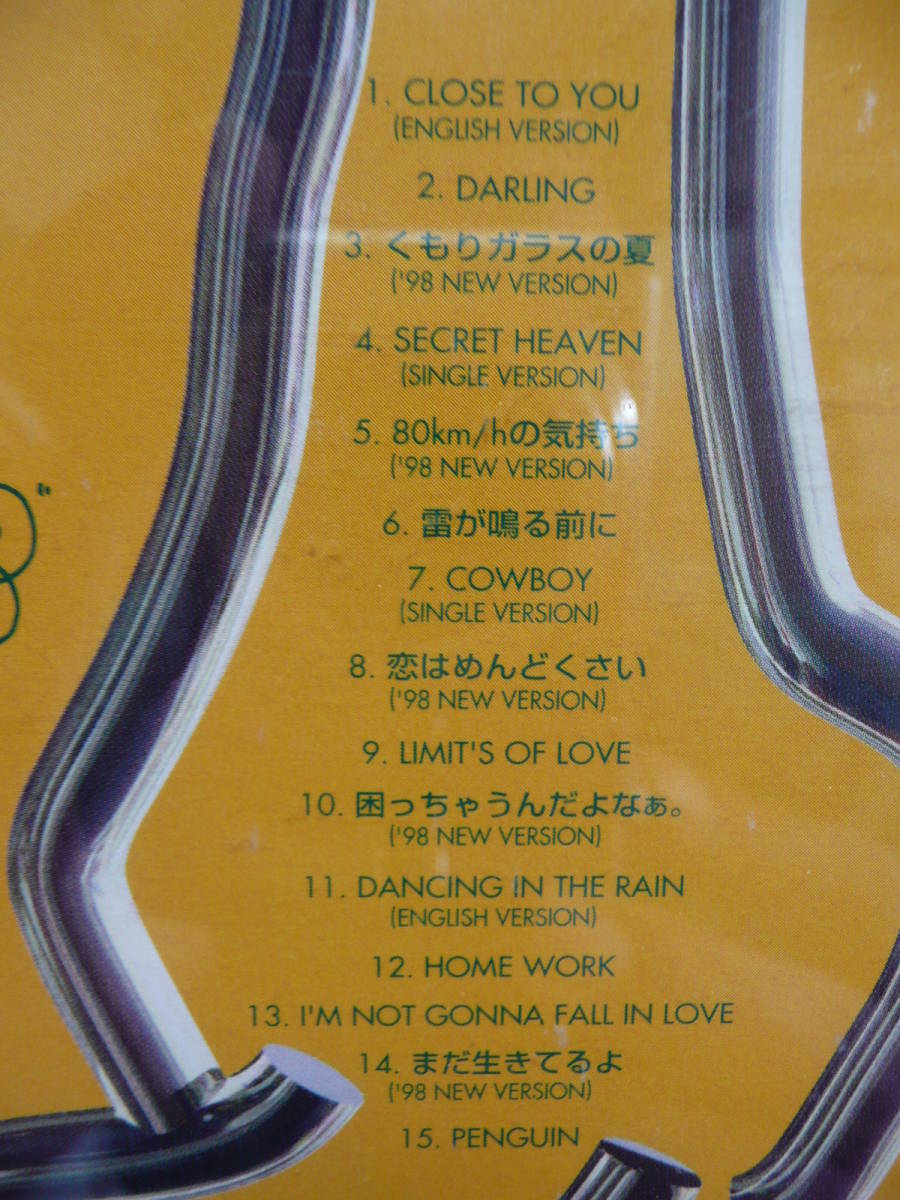 1. CLOSE TO YOU
(ENGLISH VERSION)
2. DARLING
3. くもりガラスの夏
('98 NEW VERSION)
4. SECRET HEAVEN
(SINGLE VERSION)
5. 80km/hの気持ち
('98 NEW VERSION)
6. 雷が鳴る前に
7. COWBOY
(SINGLE VERSION)
8. 恋はめんどくさい
('98 NEW VERSION)
9. LIMIT'S OF LOVE
10. 困っちゃうんだよなぁ。
('98 NEW VERSION)
11. DANCING IN THE RAIN
(ENGLISH VERSION)
12. HOME WORK
13. I'M NOT GONNA FALL IN LOVE
14. まだ生きてるよ
('98 NEW VERSION)
15. PENGUIN